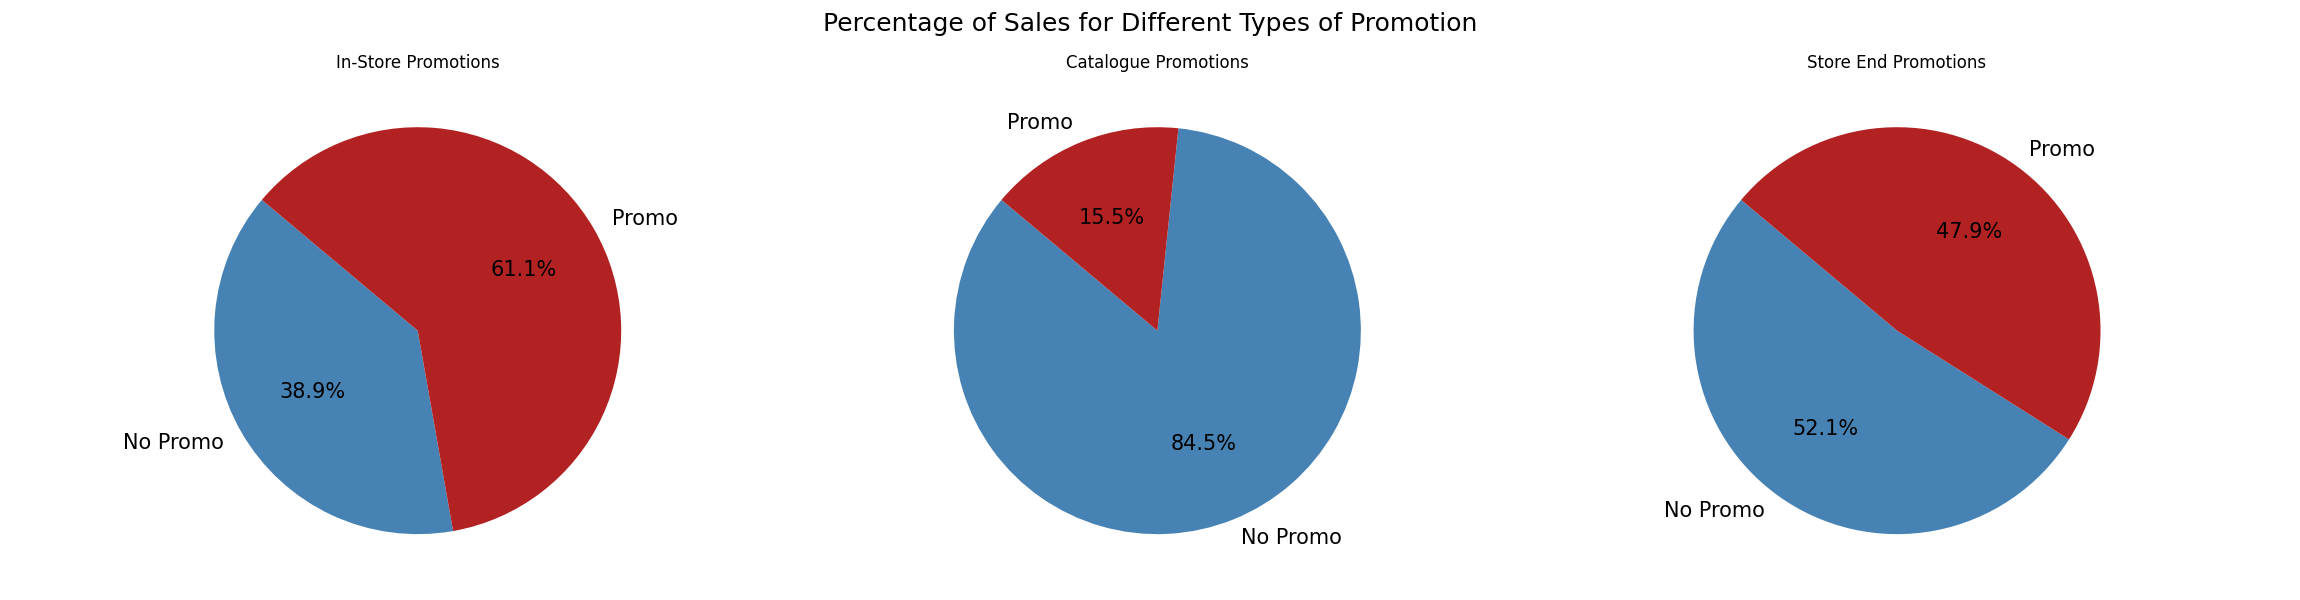 Percentage of Sales for Different Types of Promotion
In-Store Promotions
Promo
61.1%
38.9%
No Promo
Catalogue Promotions
Promo
15.5%
84.5%
No Promo
Store End Promotions
Promo
47.9%
52.1%
No Promo